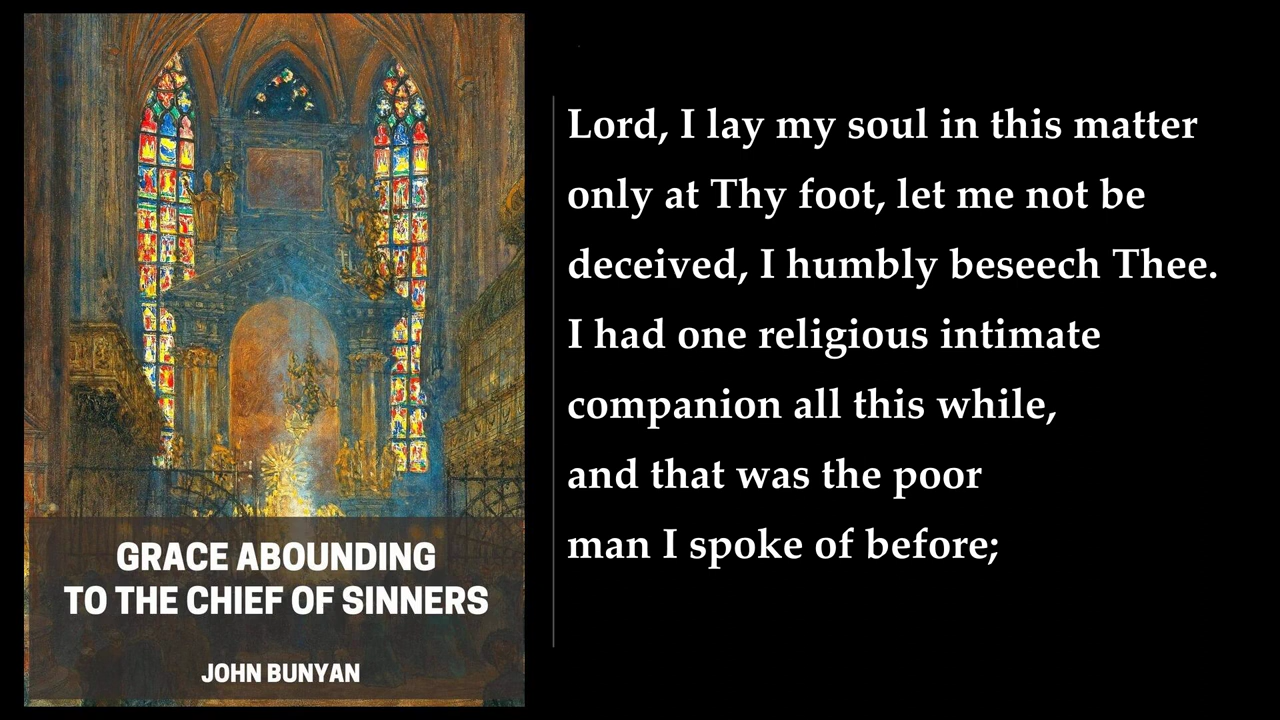 GRACE ABOUNDING
TO THE CHIEF OF SINNERS
JOHN BUNYAN
Lord, I lay my soul in this matter
only at Thy foot, let me not be
deceived, I humbly beseech Thee.
I had one religious intimate
companion all this while,
and that was the poor
man I spoke of before;